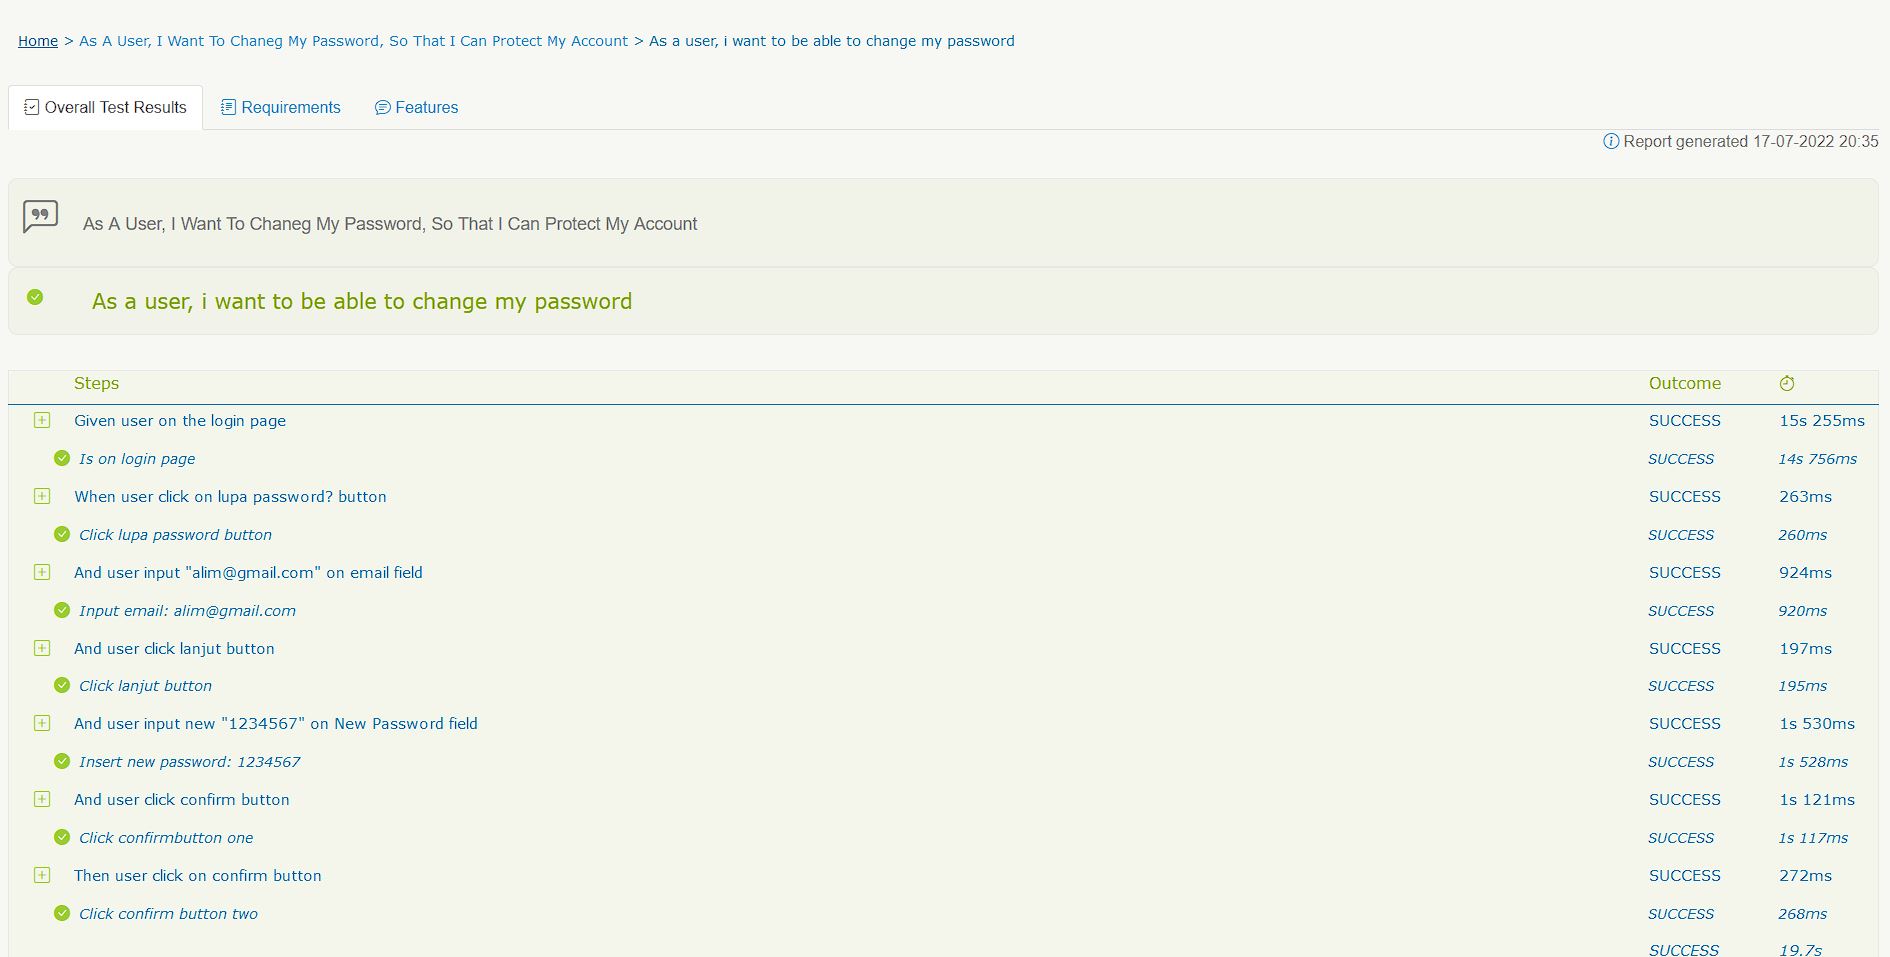 Home > As A User, I Want To Chaneg My Password, So That I Can Protect My Account > As a user, i want to be able to change my password
Overall Test Results Requirements Features
Report generated 17-07-2022 20:35
As A User, I Want To Chaneg My Password, So That I Can Protect My Account
As a user, i want to be able to change my password
Steps Outcome
Given user on the login page SUCCESS 15s 255ms
Is on login page SUCCESS 14s 756ms
When user click on lupa password? button SUCCESS 263ms
Click lupa password button SUCCESS 260ms
And user input "alim@gmail.com" on email field SUCCESS 924ms
Input email: alim@gmail.com SUCCESS 920ms
And user click lanjut button SUCCESS 197ms
Click lanjut button SUCCESS 195ms
And user input new "1234567" on New Password field SUCCESS 1s 530ms
Insert new password: 1234567 SUCCESS 1s 528ms
And user click confirm button SUCCESS 1s 121ms
Click confirmbutton one SUCCESS 1s 117ms
Then user click on confirm button SUCCESS 272ms
Click confirm button two SUCCESS 268ms
SUCCESS 19.7s